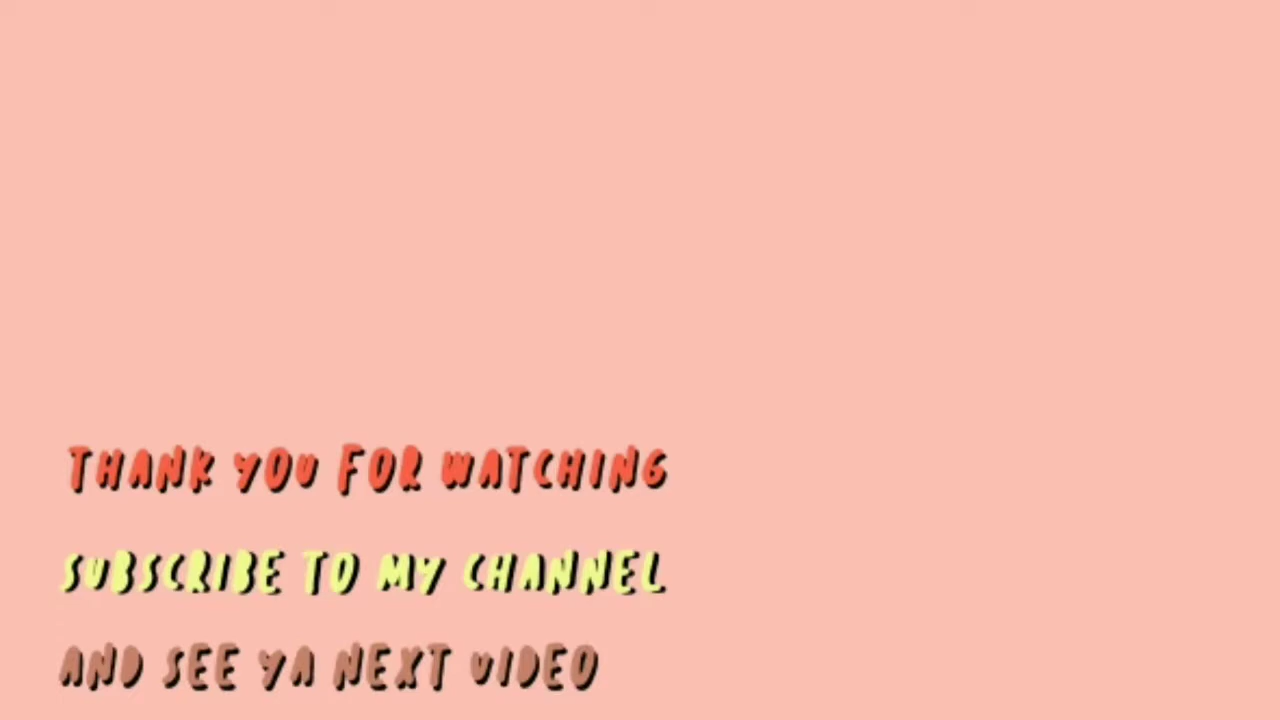 THANK YOU FOR WATCHING
SUBSCRIBE TO MY CHANNEL
AND SEE YA NEXT VIDEO